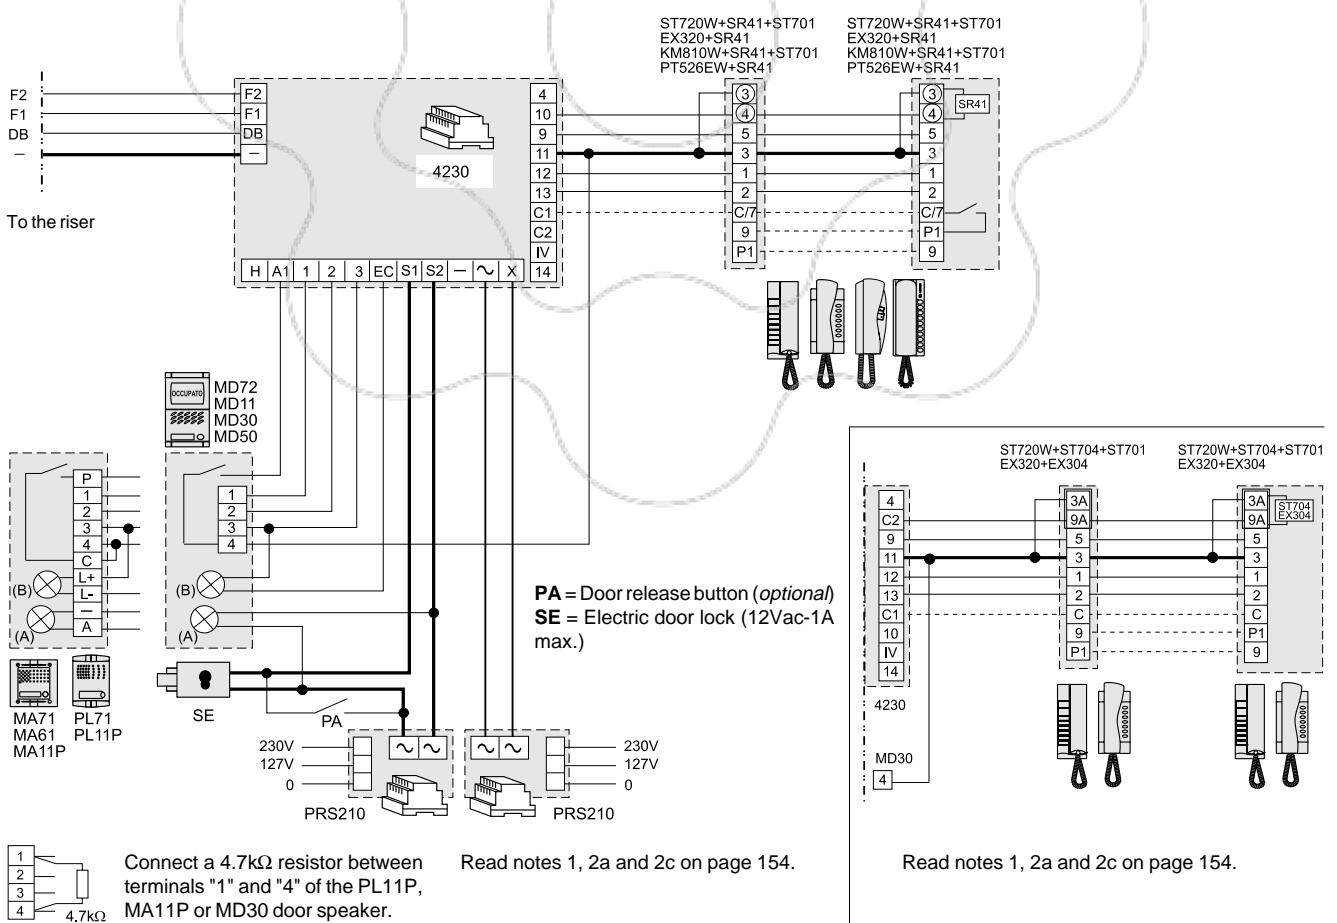 ST720W+SR41+ST701
EX320+SR41
KM810W+SR41+ST701
PT526EW+SR41
ST720W+SR41+ST701
EX320+SR41
KM810W+SR41+ST701
PT526EW+SR41
F2
F1
DB
–
To the riser
F2
F1
DB
–
4230
4
10
9
11
12
13
C1
C2
IV
14
H A1 1 2 3 EC S1 S2 – ~ X
3
4
5
3
1
2
C/7
9
P1
3
4
5
3
1
2
C/7
P1
9
SR41
OCCUPATO
MD72
MD11
MD30
MD50
P
1
2
3
4
C
L+
L-
–
A
(B)
(A)
1
2
3
4
(B)
(A)
MA71
MA61
MA11P
PL71
PL11P
SE
PA
PA = Door release button (optional)
SE = Electric door lock (12Vac-1A
max.)
230V
127V
0
~ ~
PRS210
~ ~
230V
127V
0
PRS210
ST720W+ST704+ST701
EX320+EX304
ST720W+ST704+ST701
EX320+EX304
4
C2
9
11
12
13
C1
10
IV
14
4230
MD30
4
3A
9A
5
3
1
2
C
9
P1
3A
9A
5
3
1
2
C
P1
9
ST704
EX304
1
2
3
4
4.7kΩ
Connect a 4.7kΩ resistor between
terminals "1" and "4" of the PL11P,
MA11P or MD30 door speaker.
Read notes 1, 2a and 2c on page 154.
Read notes 1, 2a and 2c on page 154.